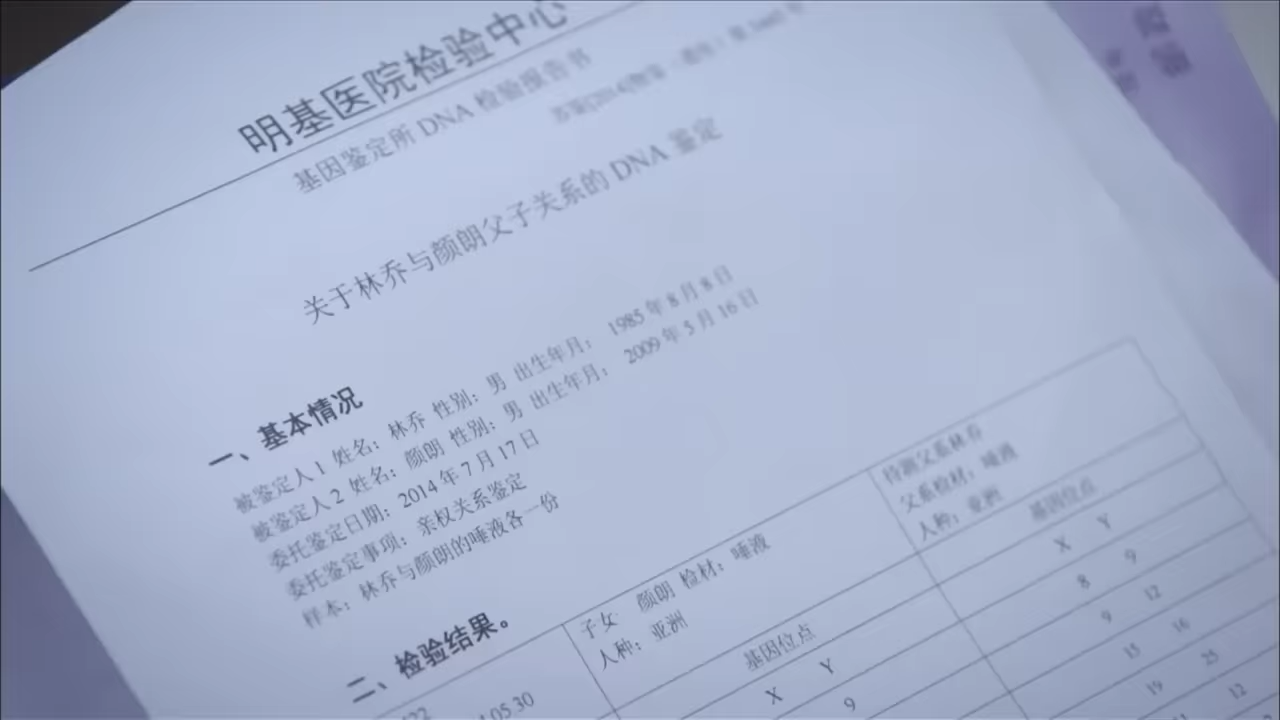 明基医院检验中心
基因鉴定所 DNA 检验报告书
关于林乔与颜朗父子关系的 DNA 鉴定
一、基本情况
被鉴定人 1 姓名：林乔 性别：男 出生年月： 1985 年 8 月 8 日
被鉴定人 2 姓名：颜朗 性别：男 出生年月： 2009 年 5 月 16 日
委托鉴定日期：2014 年 7 月 17 日
委托鉴定事项：亲权关系鉴定
样本：林乔与颜朗的唾液各一份
二、检验结果。
待测父系林乔
父系检材：唾液
人种：亚洲
子女 颜朗 检材：唾液
人种：亚洲
基因位点
X Y
8 9
9 12
15 16
19 25
12
基因位点
X Y
9